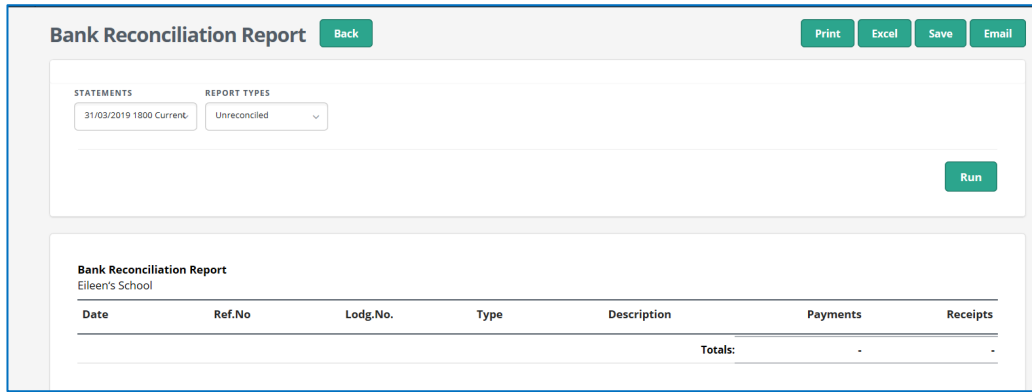 Bank Reconciliation Report Back Print Excel Save Email
STATEMENTS REPORT TYPES
31/03/2019 1800 Current Unreconciled
Run
Bank Reconciliation Report
Eileen's School
Date Ref.No Lodg.No. Type Description Payments Receipts
Totals: - -